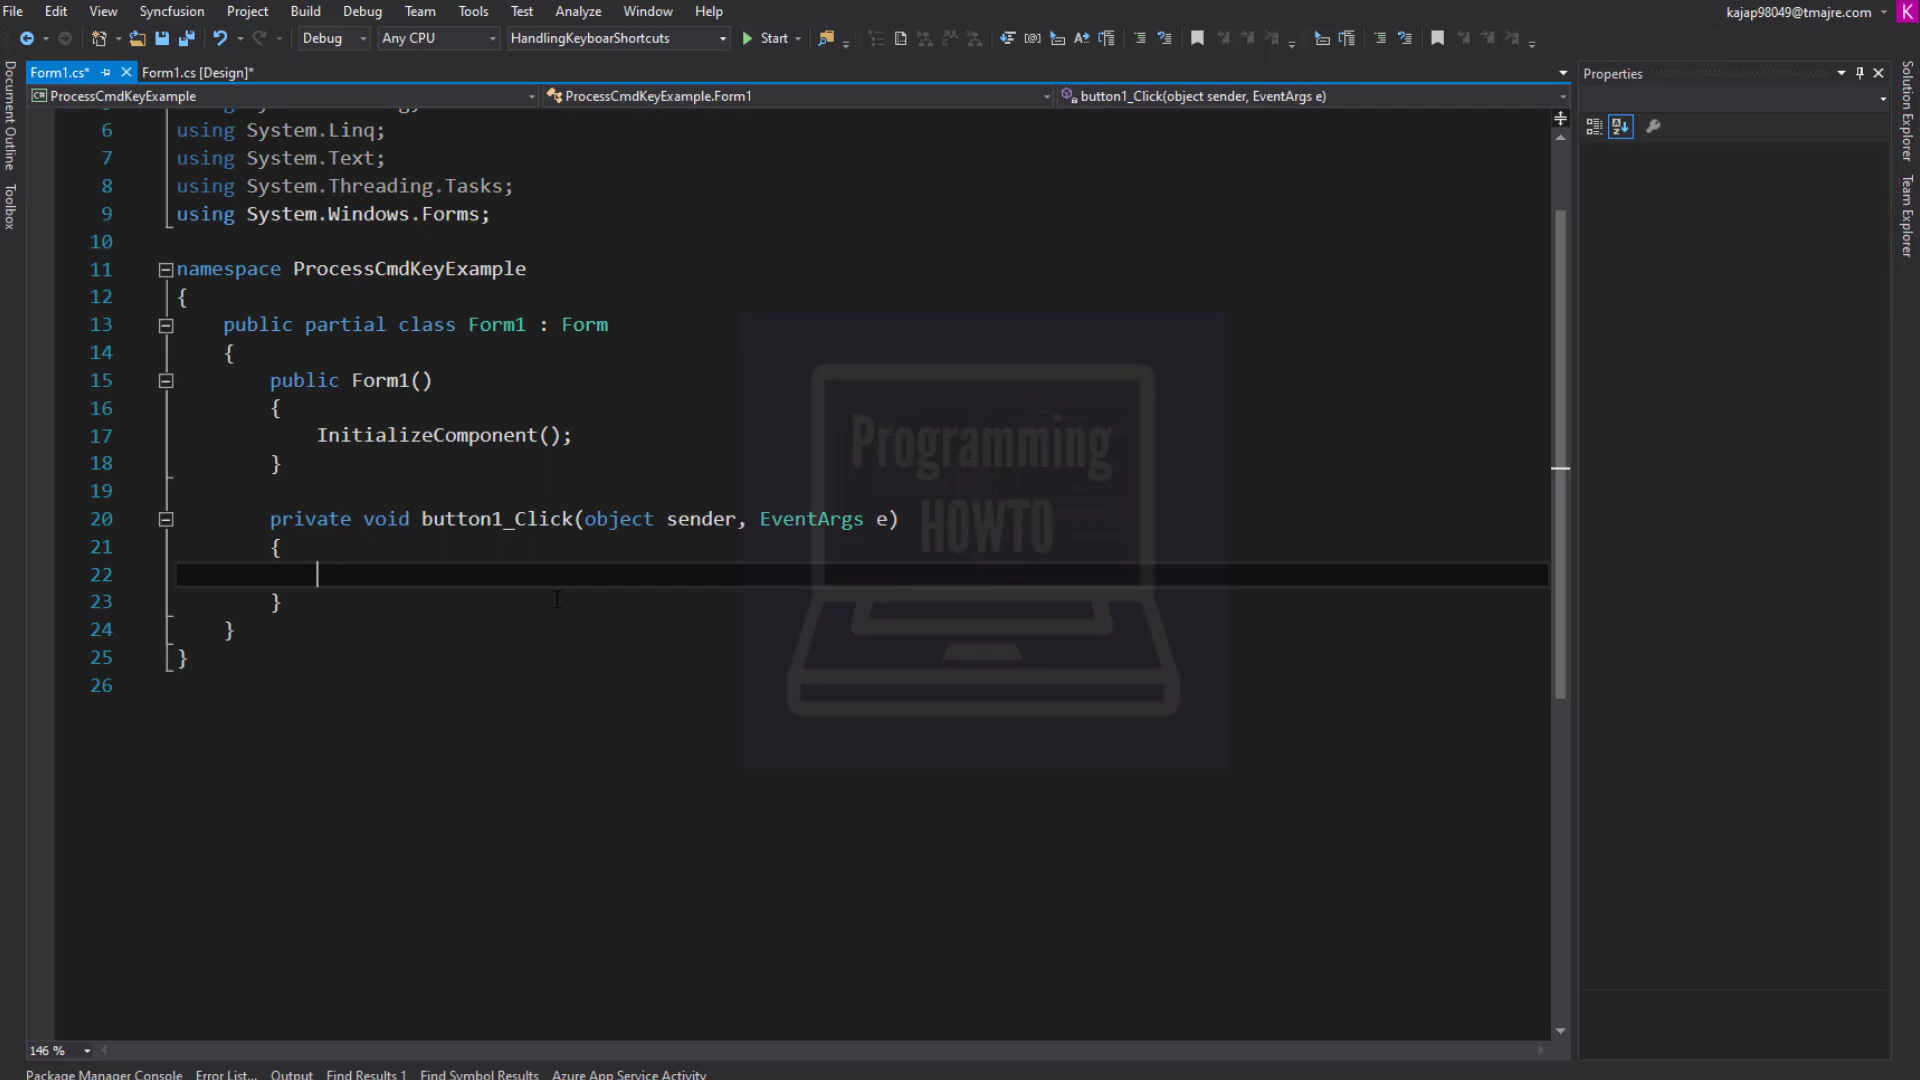 File Edit View Syncfusion Project Build Debug Team Tools Test Analyze Window Help
kajap98049@tmajre.com K
Debug Any CPU HandlingKeyboarShortcuts Start
Form1.cs* Form1.cs [Design]*
ProcessCmdKeyExample ProcessCmdKeyExample.Form1 button1_Click(object sender, EventArgs e)
Properties
Document Outline
Toolbox
Solution Explorer
Team Explorer
6 using System.Linq;
7 using System.Text;
8 using System.Threading.Tasks;
9 using System.Windows.Forms;
10
11 namespace ProcessCmdKeyExample
12 {
13 public partial class Form1 : Form
14 {
15 public Form1()
16 {
17 InitializeComponent();
18 }
19
20 private void button1_Click(object sender, EventArgs e)
21 {
22
23 }
24 }
25 }
26
Programming
HOWTO
146 %
Package Manager Console Error List... Output Find Results 1 Find Symbol Results Azure App Service Activity